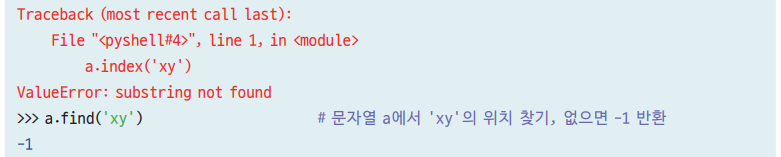 Traceback (most recent call last):
    File "<pyshell#4>", line 1, in <module>
        a.index('xy')
ValueError: substring not found
>>> a.find('xy')                    # 문자열 a에서 'xy'의 위치 찾기, 없으면 -1 반환
-1